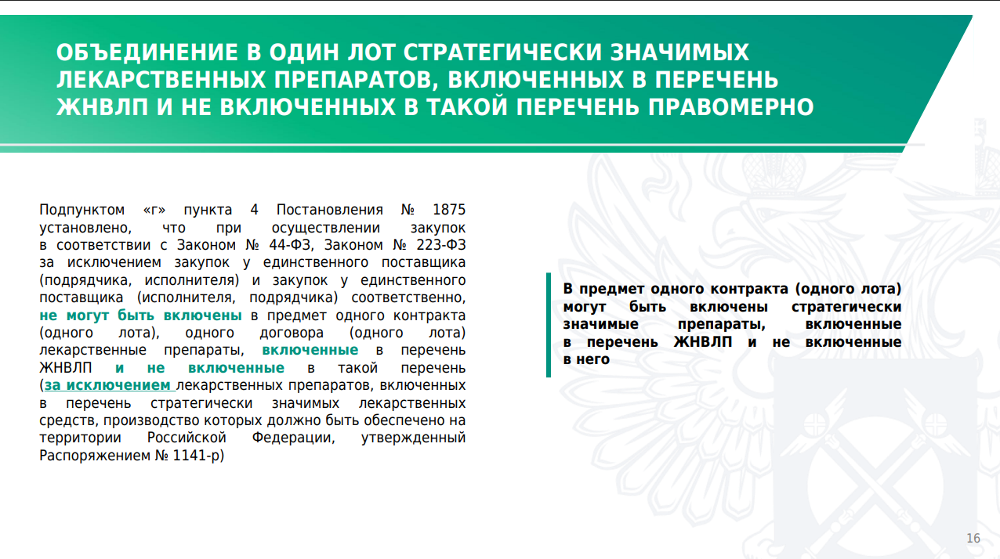 ОБЪЕДИНЕНИЕ В ОДИН ЛОТ СТРАТЕГИЧЕСКИ ЗНАЧИМЫХ
ЛЕКАРСТВЕННЫХ ПРЕПАРАТОВ, ВКЛЮЧЕННЫХ В ПЕРЕЧЕНЬ
ЖНВЛП И НЕ ВКЛЮЧЕННЫХ В ТАКОЙ ПЕРЕЧЕНЬ ПРАВОМЕРНО
Подпунктом «г» пункта 4 Постановления № 1875
установлено, что при осуществлении закупок
в соответствии с Законом № 44-ФЗ, Законом № 223-ФЗ
за исключением закупок у единственного поставщика
(подрядчика, исполнителя) и закупок у единственного
поставщика (исполнителя, подрядчика) соответственно,
не могут быть включены в предмет одного контракта
(одного лота), одного договора (одного лота)
лекарственные препараты, включенные в перечень
ЖНВЛП и не включенные в такой перечень
(за исключением лекарственных препаратов, включенных
в перечень стратегически значимых лекарственных
средств, производство которых должно быть обеспечено на
территории Российской Федерации, утвержденный
Распоряжением № 1141-р)
В предмет одного контракта (одного лота)
могут быть включены стратегически
значимые препараты, включенные
в перечень ЖНВЛП и не включенные
в него
16